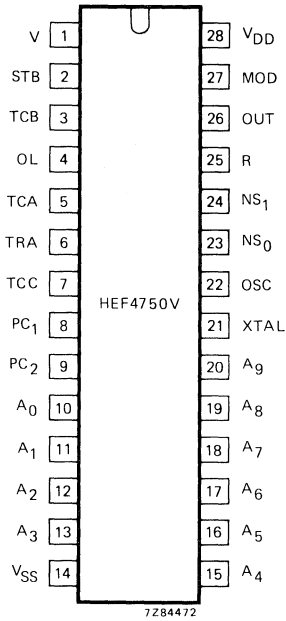 V 1 28 V_DD
STB 2 27 MOD
TCB 3 26 OUT
OL 4 25 R
TCA 5 24 NS₁
TRA 6 23 NS₀
TCC 7 22 OSC
HEF4750V
PC₁ 8 21 XTAL
PC₂ 9 20 A₉
A₀ 10 19 A₈
A₁ 11 18 A₇
A₂ 12 17 A₆
A₃ 13 16 A₅
V_SS 14 15 A₄
7Z84472